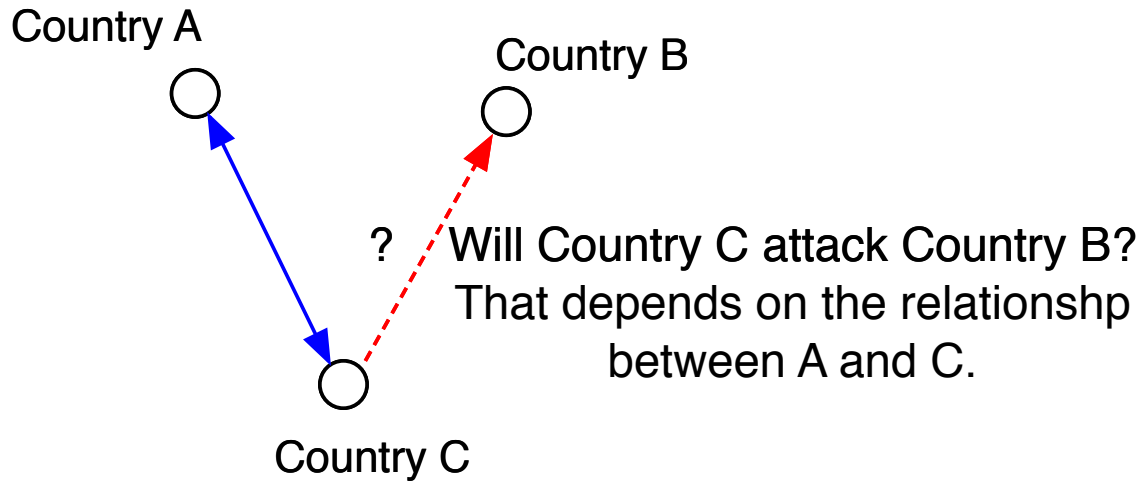 Country A
Country B
? Will Country C attack Country B?
That depends on the relationshp
between A and C.
Country C